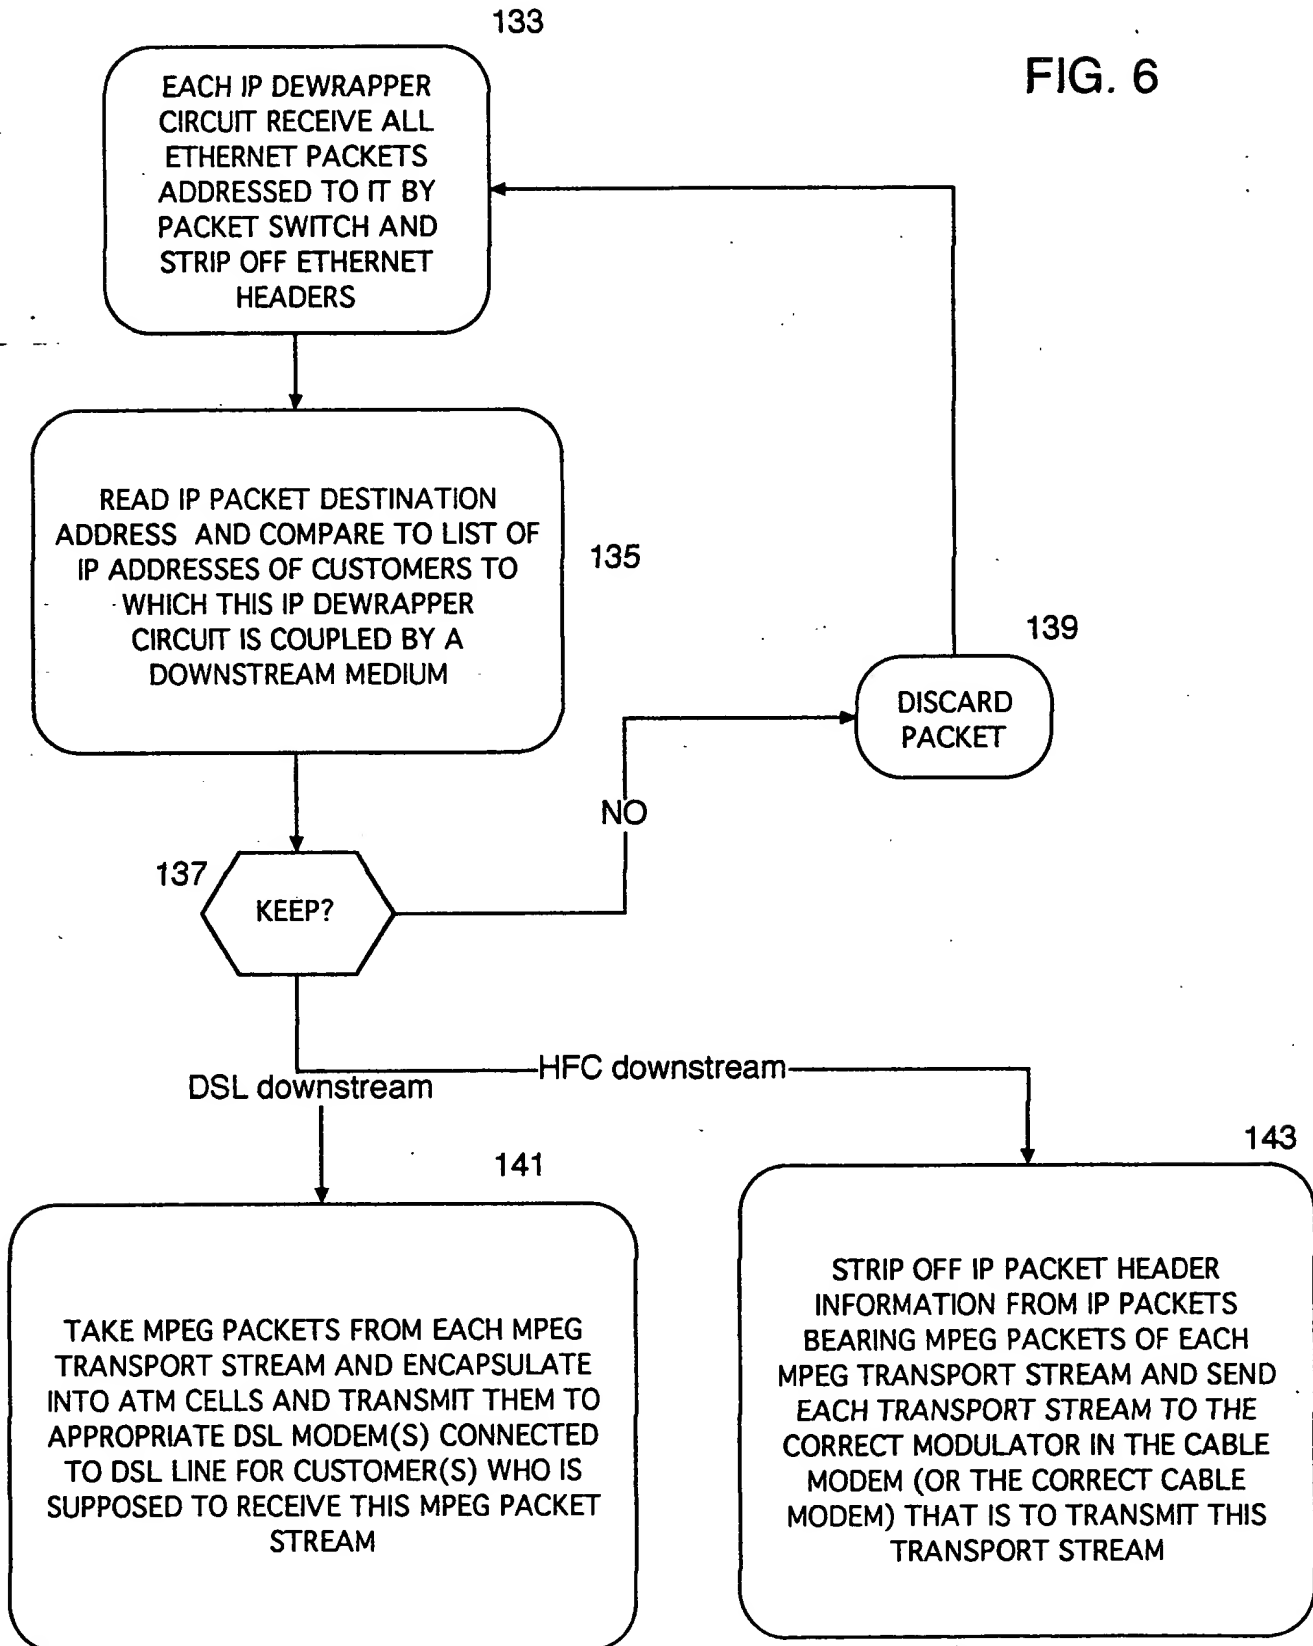 133
FIG. 6
EACH IP DEWRAPPER
CIRCUIT RECEIVE ALL
ETHERNET PACKETS
ADDRESSED TO IT BY
PACKET SWITCH AND
STRIP OFF ETHERNET
HEADERS
READ IP PACKET DESTINATION
ADDRESS AND COMPARE TO LIST OF
IP ADDRESSES OF CUSTOMERS TO
WHICH THIS IP DEWRAPPER
CIRCUIT IS COUPLED BY A
DOWNSTREAM MEDIUM
135
139
DISCARD
PACKET
NO
137
KEEP?
DSL downstream
HFC downstream
141
TAKE MPEG PACKETS FROM EACH MPEG
TRANSPORT STREAM AND ENCAPSULATE
INTO ATM CELLS AND TRANSMIT THEM TO
APPROPRIATE DSL MODEM(S) CONNECTED
TO DSL LINE FOR CUSTOMER(S) WHO IS
SUPPOSED TO RECEIVE THIS MPEG PACKET
STREAM
143
STRIP OFF IP PACKET HEADER
INFORMATION FROM IP PACKETS
BEARING MPEG PACKETS OF EACH
MPEG TRANSPORT STREAM AND SEND
EACH TRANSPORT STREAM TO THE
CORRECT MODULATOR IN THE CABLE
MODEM (OR THE CORRECT CABLE
MODEM) THAT IS TO TRANSMIT THIS
TRANSPORT STREAM